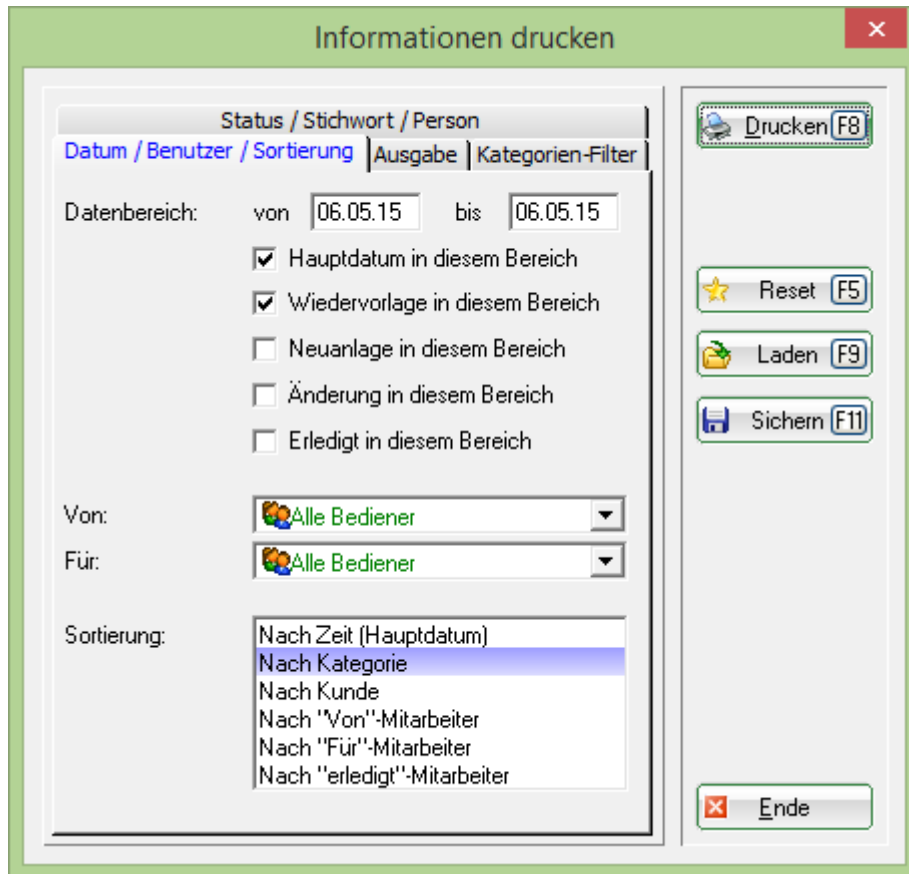 Informationen drucken
Status / Stichwort / Person
Datum / Benutzer / Sortierung Ausgabe Kategorien-Filter
Datenbereich: von 06.05.15 bis 06.05.15
Hauptdatum in diesem Bereich
Wiedervorlage in diesem Bereich
Neuanlage in diesem Bereich
Änderung in diesem Bereich
Erledigt in diesem Bereich
Von: Alle Bediener
Für: Alle Bediener
Sortierung: Nach Zeit (Hauptdatum)
Nach Kategorie
Nach Kunde
Nach "Von"-Mitarbeiter
Nach "Für"-Mitarbeiter
Nach "erledigt"-Mitarbeiter
Drucken F8
Reset F5
Laden F9
Sichern F11
Ende